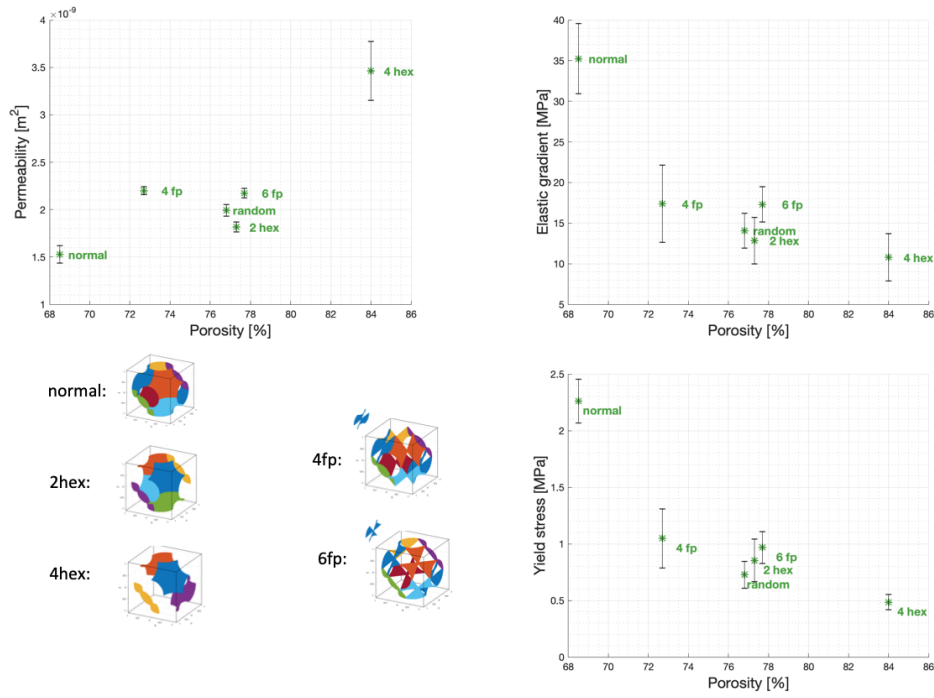 ×10⁻⁹
4
3.5
3
2.5
2
1.5
1
68 70 72 74 76 78 80 82 84 86
Permeability [m²]
Porosity [%]
normal
4 fp
6 fp
random
2 hex
4 hex
40
35
30
25
20
15
10
5
68 70 72 74 76 78 80 82 84 86
Elastic gradient [MPa]
Porosity [%]
normal
4 fp
6 fp
random
2 hex
4 hex
normal:
2hex:
4hex:
4fp:
6fp:
2.5
2
1.5
1
0.5
0
68 70 72 74 76 78 80 82 84 86
Yield stress [MPa]
Porosity [%]
normal
4 fp
6 fp
2 hex
random
4 hex